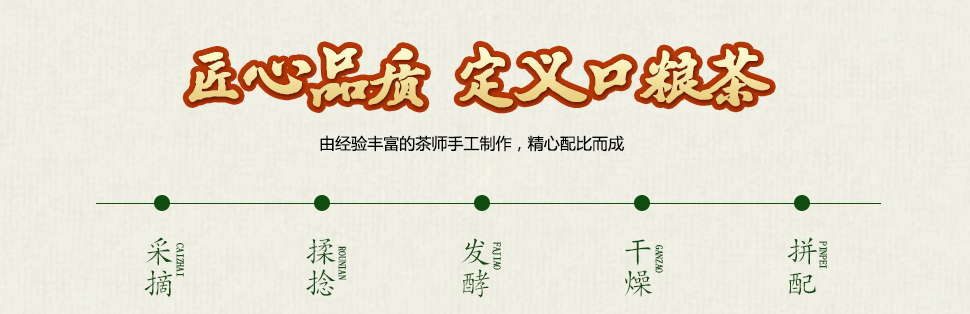 匠心品质 定义口粮茶
由经验丰富的茶师手工制作，精心配比而成
采摘
CAIZHAI
揉捻
ROUNIAN
发酵
FAJIAO
干燥
GANZAO
拼配
PINPEI